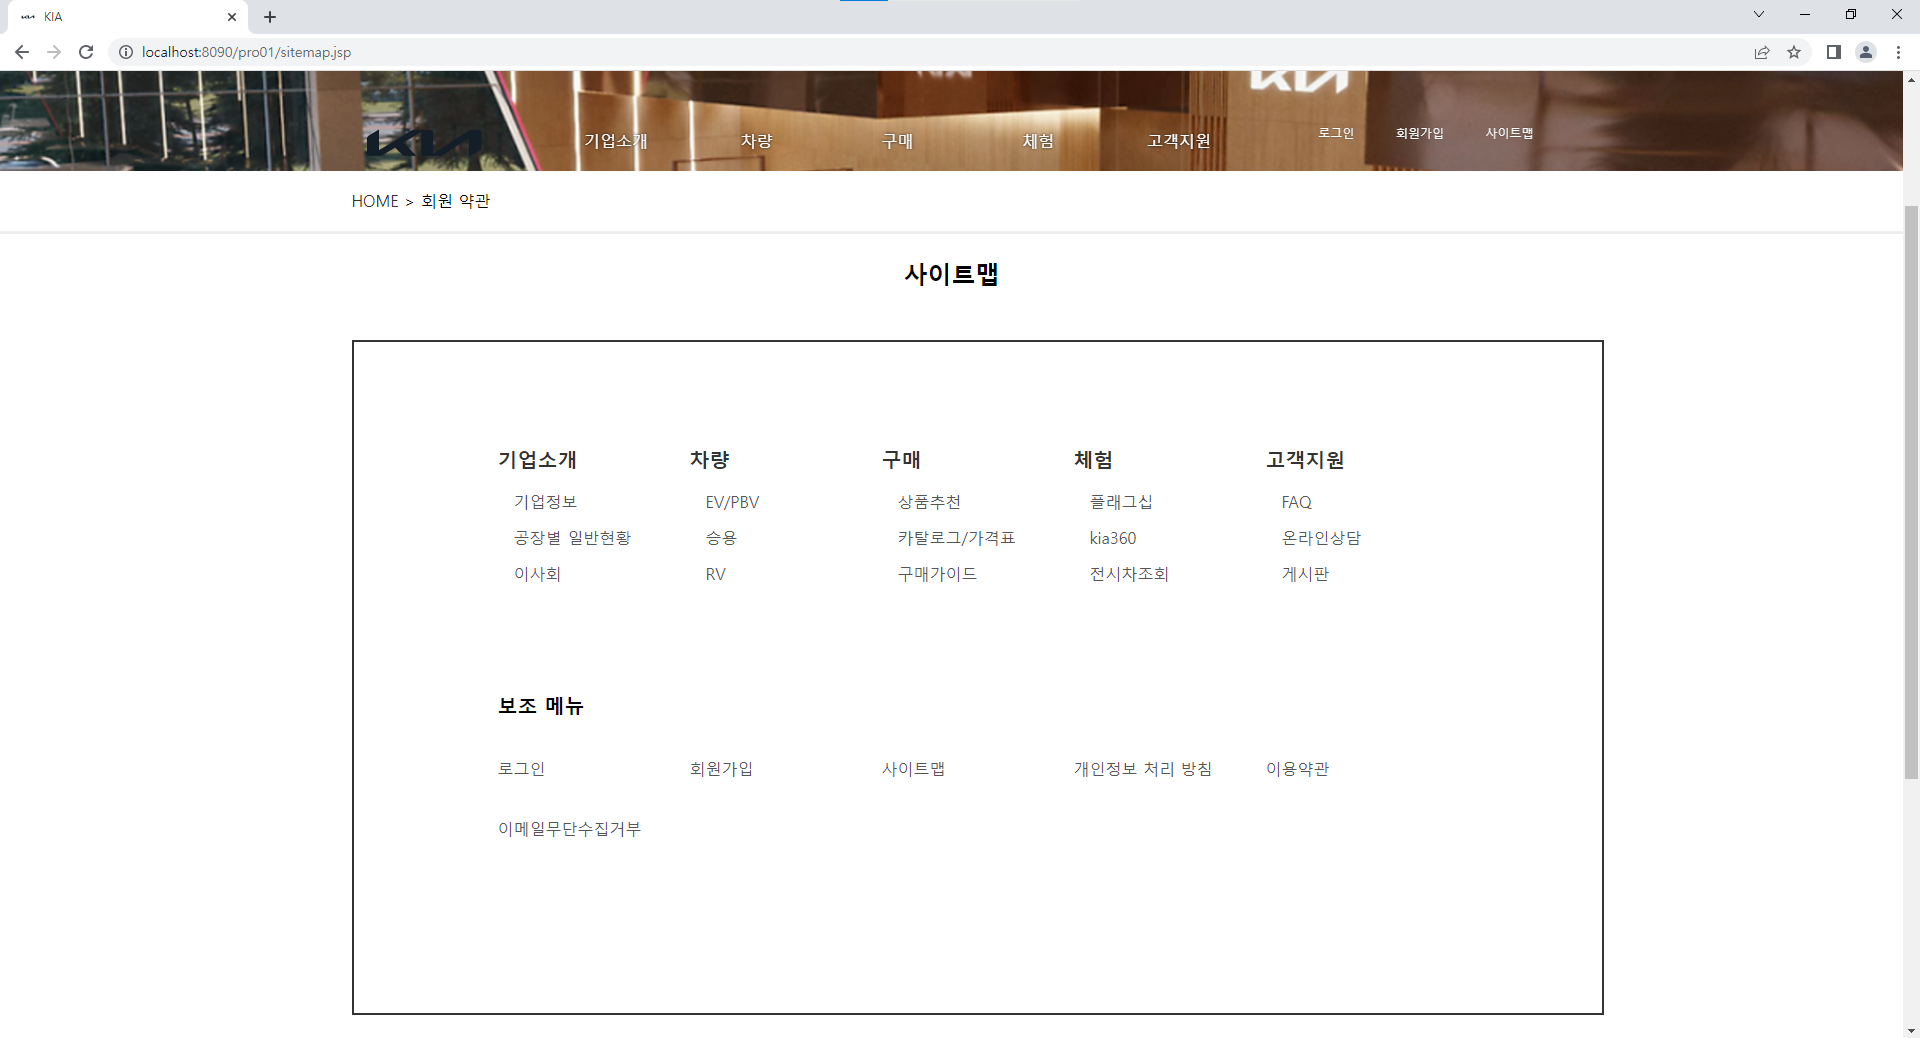 KIA
localhost:8090/pro01/sitemap.jsp
KIA
KIA
기업소개 차량 구매 체험 고객지원 로그인 회원가입 사이트맵
HOME > 회원 약관
사이트맵
기업소개 차량 구매 체험 고객지원
기업정보 EV/PBV 상품추천 플래그십 FAQ
공장별 일반현황 승용 카탈로그/가격표 kia360 온라인상담
이사회 RV 구매가이드 전시차조회 게시판
보조 메뉴
로그인 회원가입 사이트맵 개인정보 처리 방침 이용약관
이메일무단수집거부